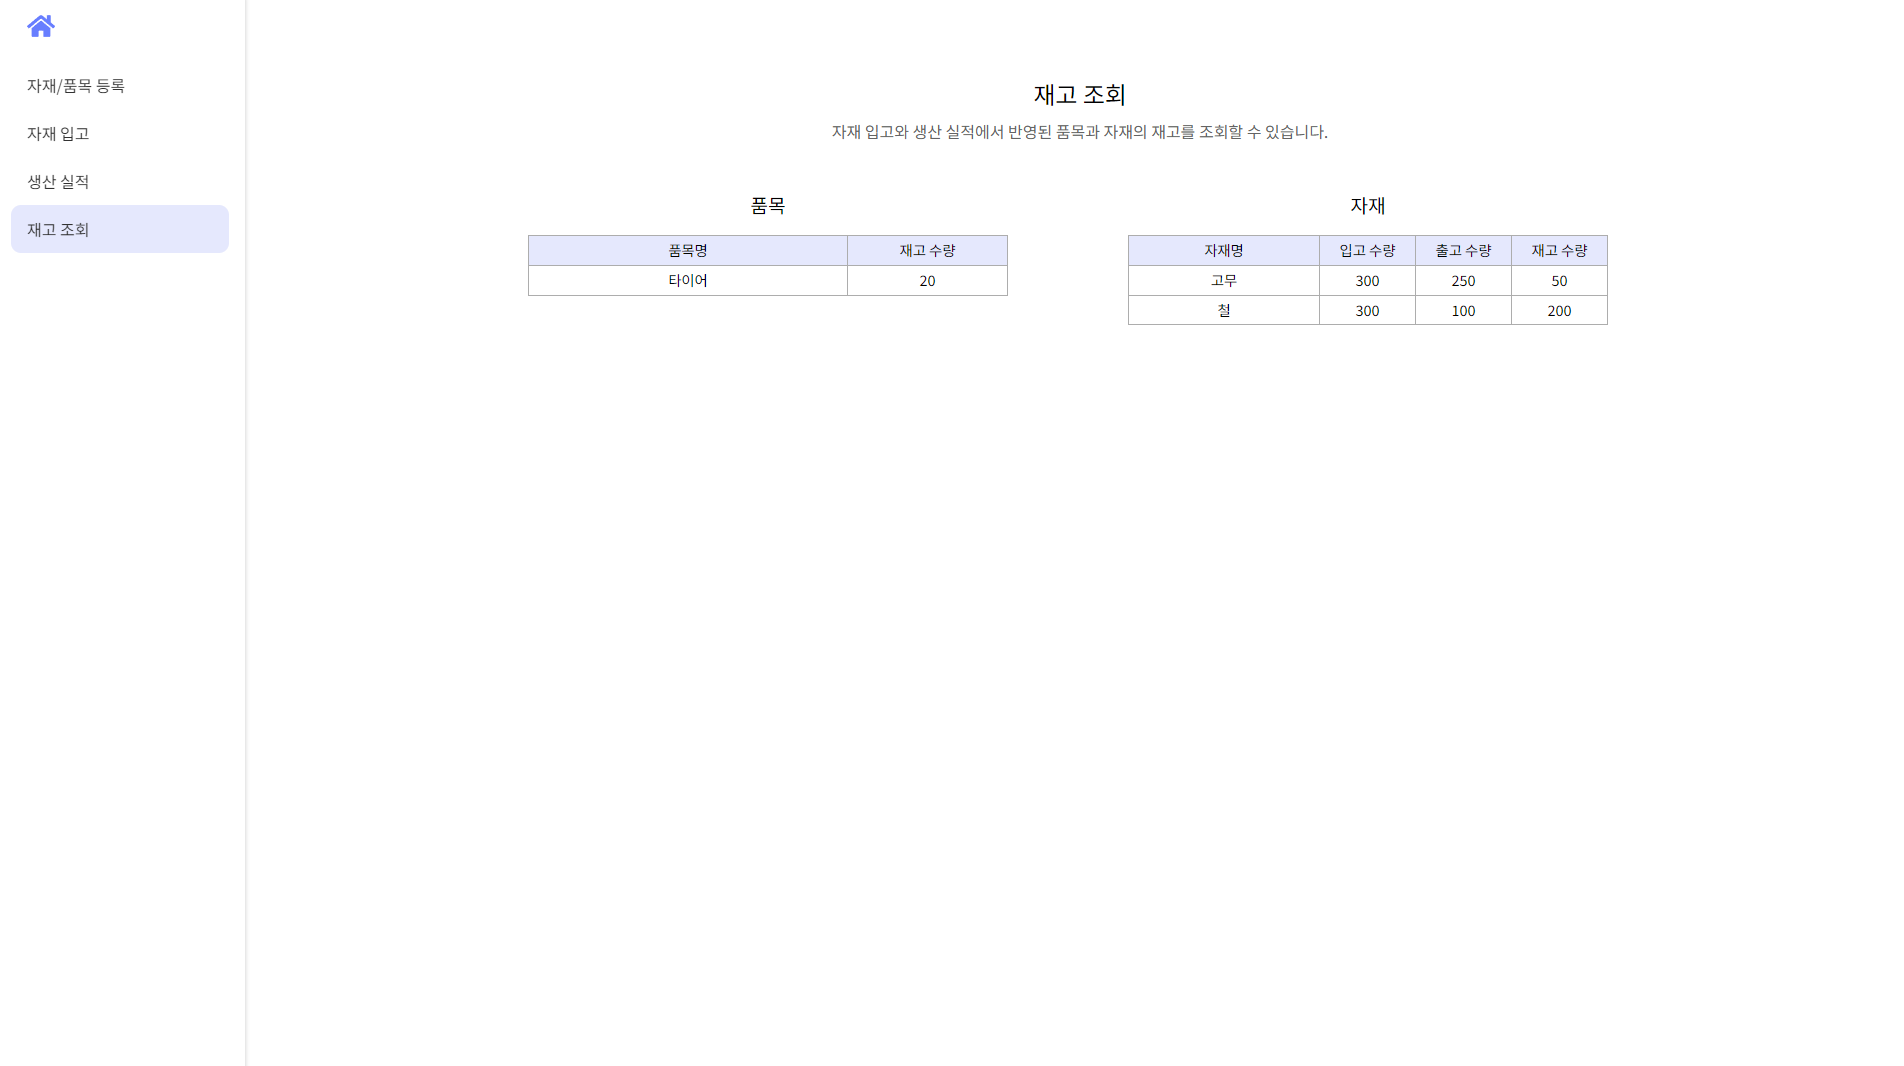 자재/품목 등록
자재 입고
생산 실적
재고 조회
재고 조회
자재 입고와 생산 실적에서 반영된 품목과 자재의 재고를 조회할 수 있습니다.
품목
품목명 재고 수량
타이어 20
자재
자재명 입고 수량 출고 수량 재고 수량
고무 300 250 50
철 300 100 200